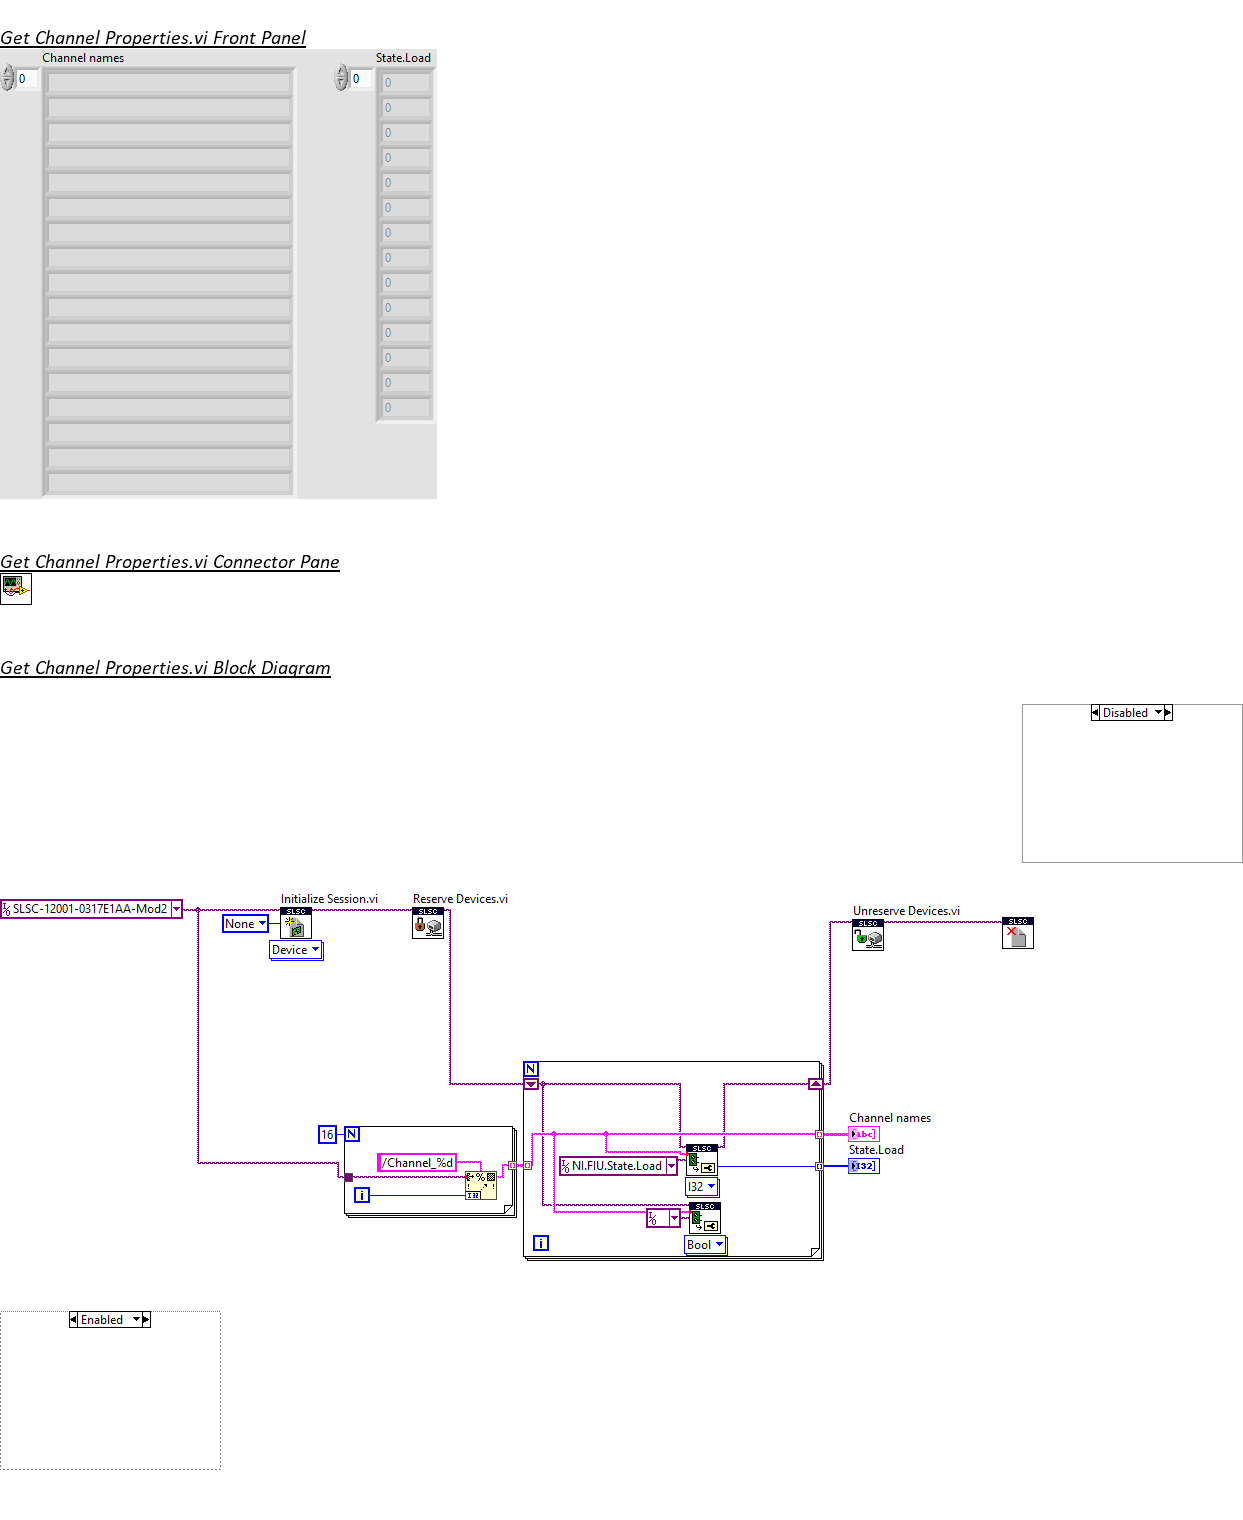 Get Channel Properties.vi Front Panel
Channel names State.Load
0 0 0
0
0
0
0
0
0
0
0
0
0
0
0
0
0
Get Channel Properties.vi Connector Pane
Get Channel Properties.vi Block Diagram
Disabled
Initialize Session.vi Reserve Devices.vi
SLSC-12001-0317E1AA-Mod2 SLSC SLSC Unreserve Devices.vi
None SLSC SLSC
Device
N
Channel names
16 N abc
SLSC State.Load
/Channel_%d NI.FIU.State.Load I32
%
i I32 I32
SLSC
i Bool
Enabled